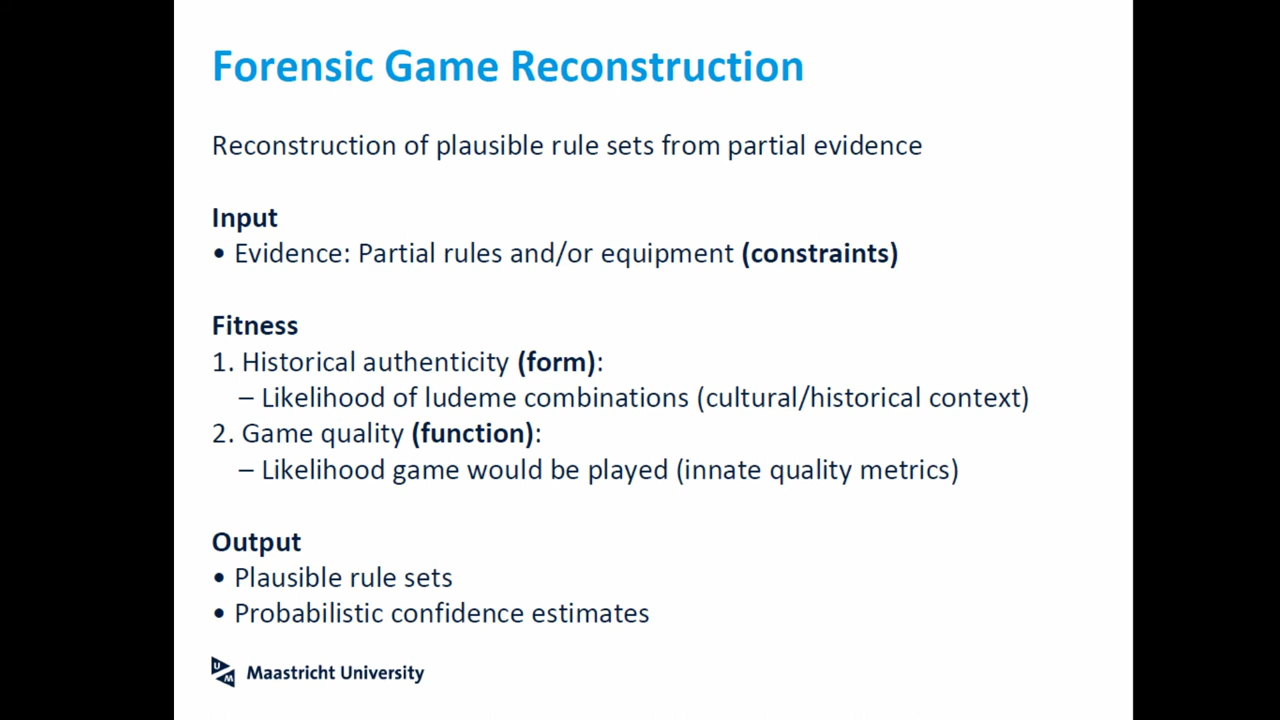 Forensic Game Reconstruction
Reconstruction of plausible rule sets from partial evidence
Input
• Evidence: Partial rules and/or equipment (constraints)
Fitness
1. Historical authenticity (form):
– Likelihood of ludeme combinations (cultural/historical context)
2. Game quality (function):
– Likelihood game would be played (innate quality metrics)
Output
• Plausible rule sets
• Probabilistic confidence estimates
UM Maastricht University